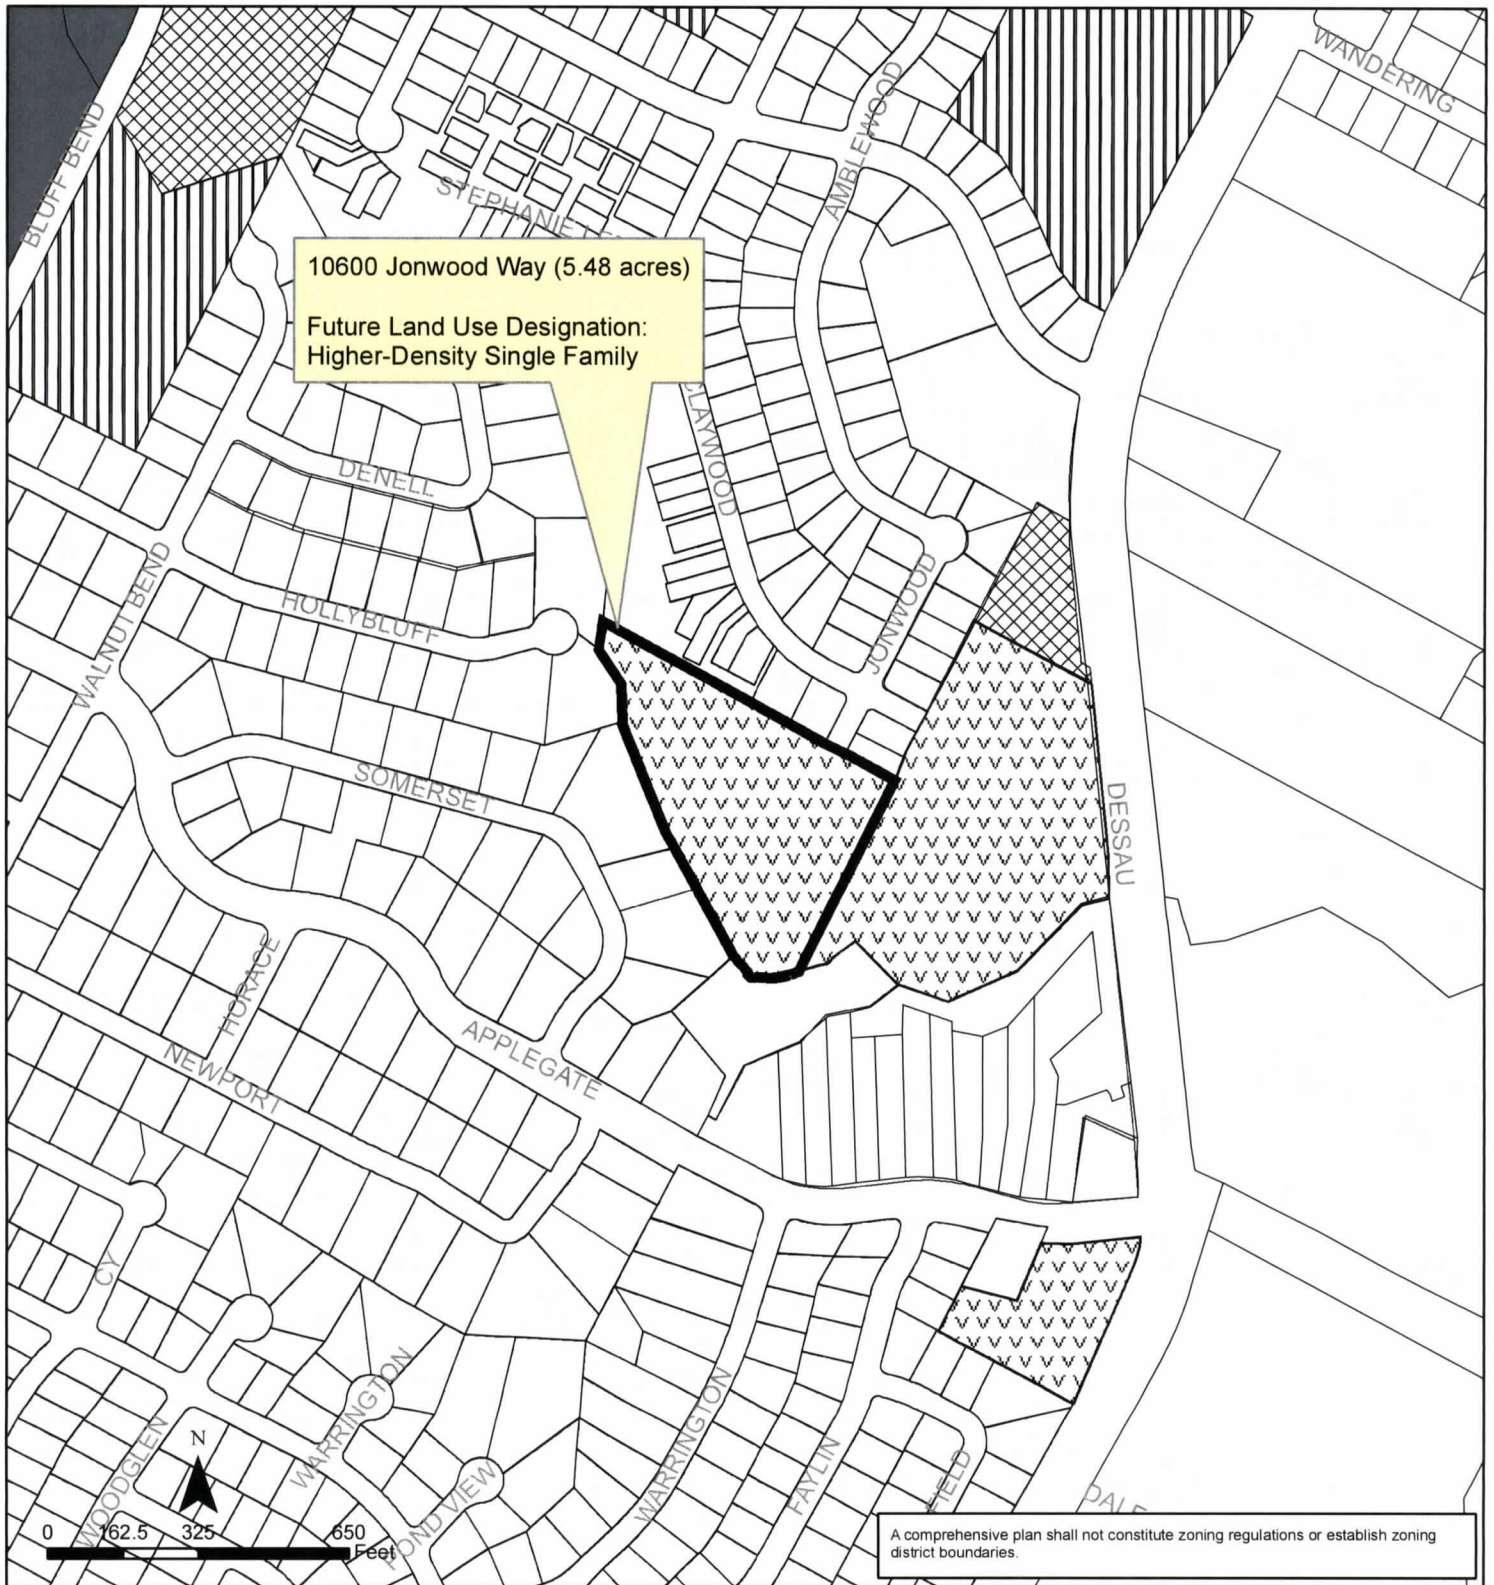 WANDERING
BLUFF BEND
AMBLEWOOD
10600 Jonwood Way (5.48 acres)
Future Land Use Designation:
Higher-Density Single Family
CLAYWOOD
DENELL
WALNUT BEND
HOLLYBLUFF
JONWOOD
SOMERSET
DESSAU
HORACE
APPLEGATE
NEWPORT
CY
WARRINGTON
WARRINGTON
WOODGLEN
POND VIEW
FAYLIN
FIELD
N
0 162.5 325 650
Feet
A comprehensive plan shall not constitute zoning regulations or establish zoning
district boundaries.